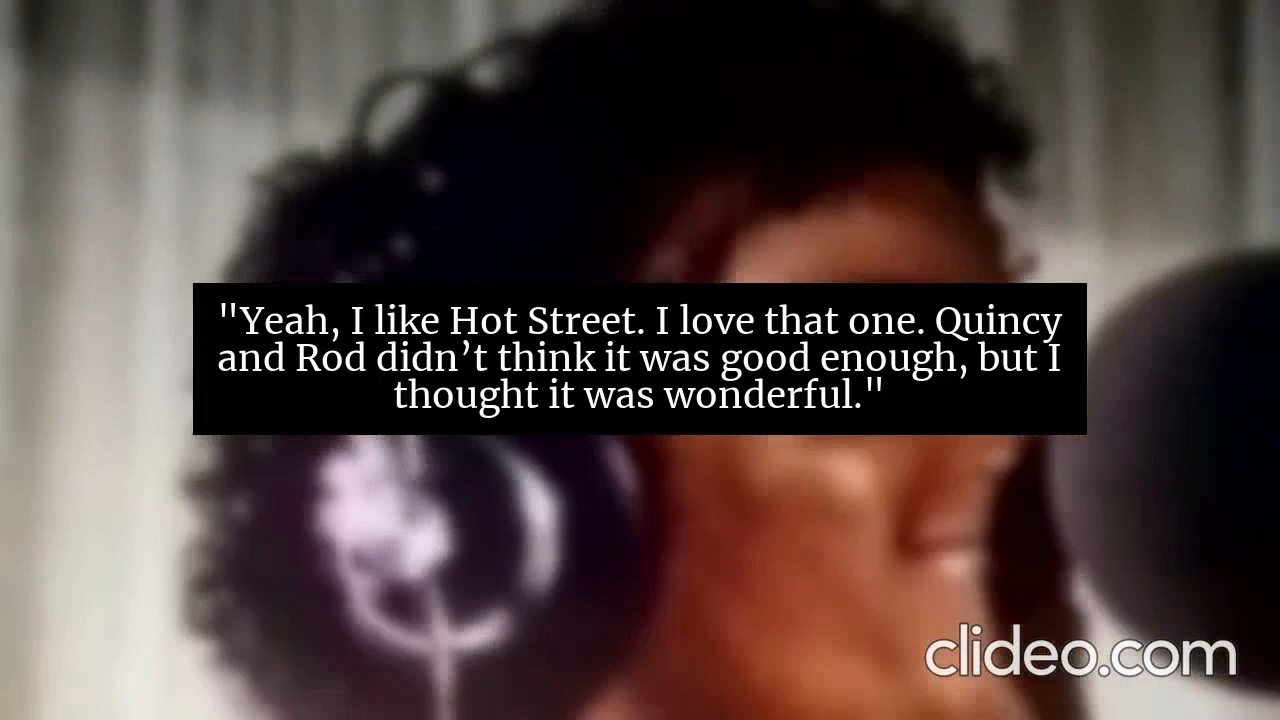 "Yeah, I like Hot Street. I love that one. Quincy
and Rod didn’t think it was good enough, but I
thought it was wonderful."
clideo.com